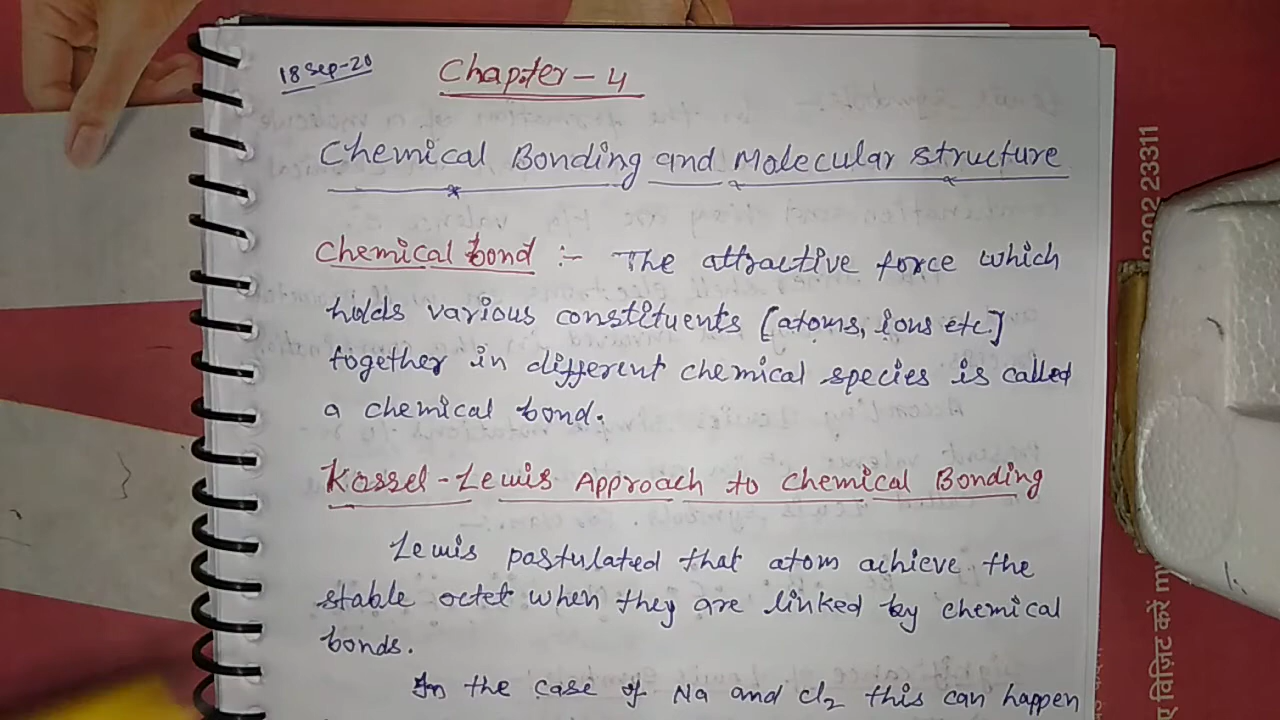 18 Sep-20
Chapter - 4
Chemical Bonding and Molecular structure
Chemical bond :- The attractive force which
holds various constituents [atoms, ions etc.]
together in different chemical species is called
a chemical bond.
Kossel-Lewis Approach to Chemical Bonding
Lewis postulated that atom achieve the
stable octet when they are linked by chemical
bonds.
In the case of Na and Cl2 this can happen
0202 23311
विज़िट करें